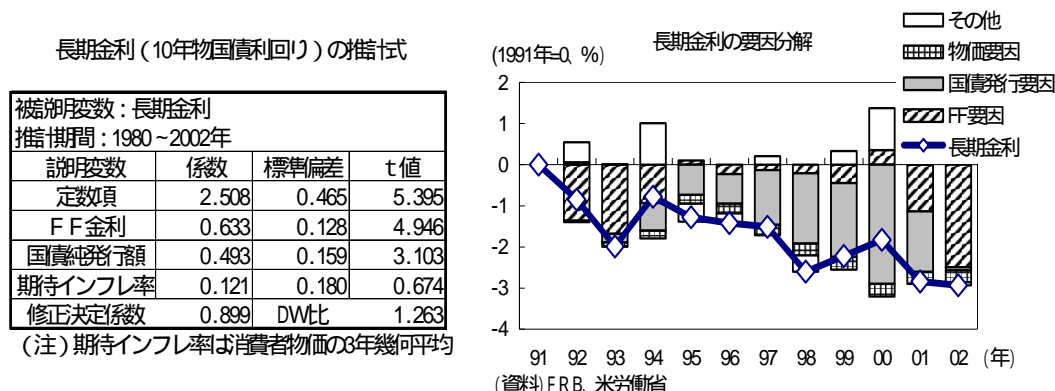 長期金利（10年物国債利回り）の推計式
被説明変数：長期金利
推計期間：1980～2002年
説明変数 係数 標準偏差 t値
定数項 2.508 0.465 5.395
ＦＦ金利 0.633 0.128 4.946
国債純発行額 0.493 0.159 3.103
期待インフレ率 0.121 0.180 0.674
修正決定係数 0.899 DW比 1.263
（注）期待インフレ率は消費者物価の3年幾何平均
長期金利の要因分解
(1991年=0、%)
その他
物価要因
国債発行要因
FF要因
長期金利
2
1
0
-1
-2
-3
-4
91 92 93 94 95 96 97 98 99 00 01 02 (年)
(資料)ＦＲＢ、米労働省